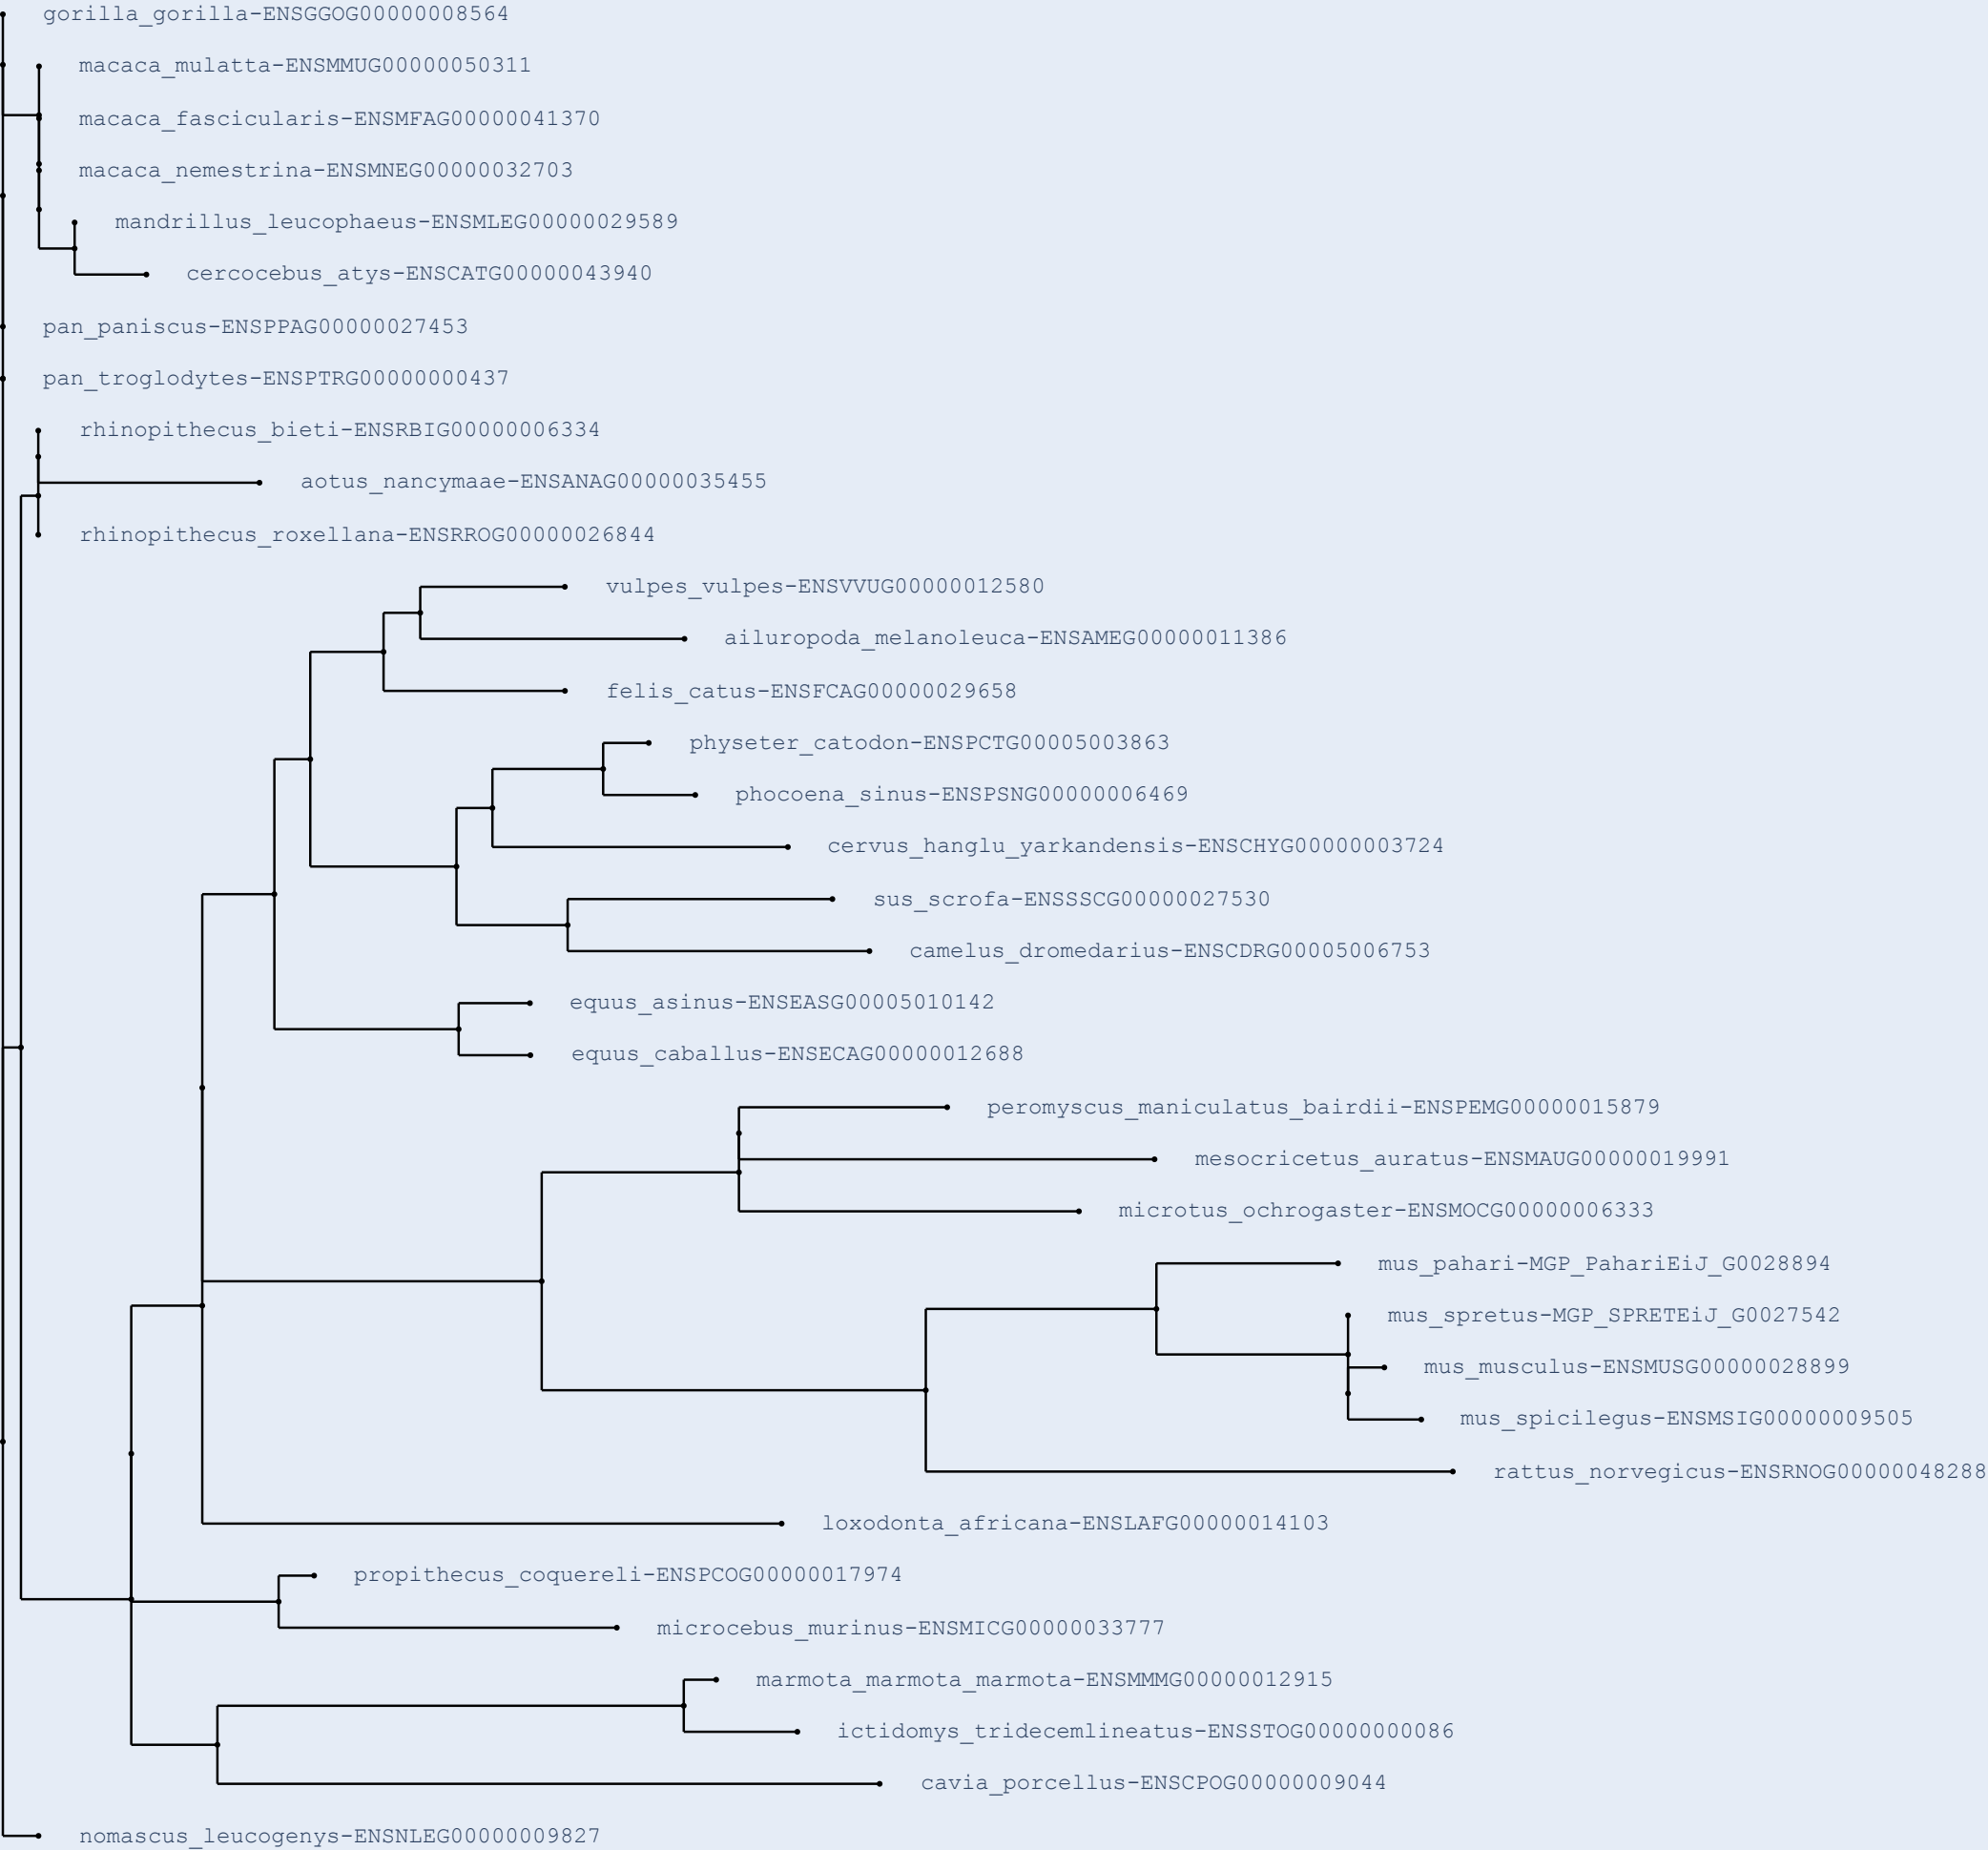 gorilla_gorilla-ENSGGOG00000008564
macaca_mulatta-ENSMMUG00000050311
macaca_fascicularis-ENSMFAG00000041370
macaca_nemestrina-ENSMNEG00000032703
mandrillus_leucophaeus-ENSMLEG00000029589
cercocebus_atys-ENSCATG00000043940
pan_paniscus-ENSPPAG00000027453
pan_troglodytes-ENSPTRG00000000437
rhinopithecus_bieti-ENSRBIG00000006334
aotus_nancymaae-ENSANAG00000035455
rhinopithecus_roxellana-ENSRROG00000026844
vulpes_vulpes-ENSVVUG00000012580
ailuropoda_melanoleuca-ENSAMEG00000011386
felis_catus-ENSFCAG00000029658
physeter_catodon-ENSPCTG00005003863
phocoena_sinus-ENSPSNG00000006469
cervus_hanglu_yarkandensis-ENSCHYG00000003724
sus_scrofa-ENSSSCG00000027530
camelus_dromedarius-ENSCDRG00005006753
equus_asinus-ENSEASG00005010142
equus_caballus-ENSECAG00000012688
peromyscus_maniculatus_bairdii-ENSPEMG00000015879
mesocricetus_auratus-ENSMAUG00000019991
microtus_ochrogaster-ENSMOCG00000006333
mus_pahari-MGP_PahariEiJ_G0028894
mus_spretus-MGP_SPRETEiJ_G0027542
mus_musculus-ENSMUSG00000028899
mus_spicilegus-ENSMSIG00000009505
rattus_norvegicus-ENSRNOG00000048288
loxodonta_africana-ENSLAFG00000014103
propithecus_coquereli-ENSPCOG00000017974
microcebus_murinus-ENSMICG00000033777
marmota_marmota_marmota-ENSMMMG00000012915
ictidomys_tridecemlineatus-ENSSTOG00000000086
cavia_porcellus-ENSCPOG00000009044
nomascus_leucogenys-ENSNLEG00000009827